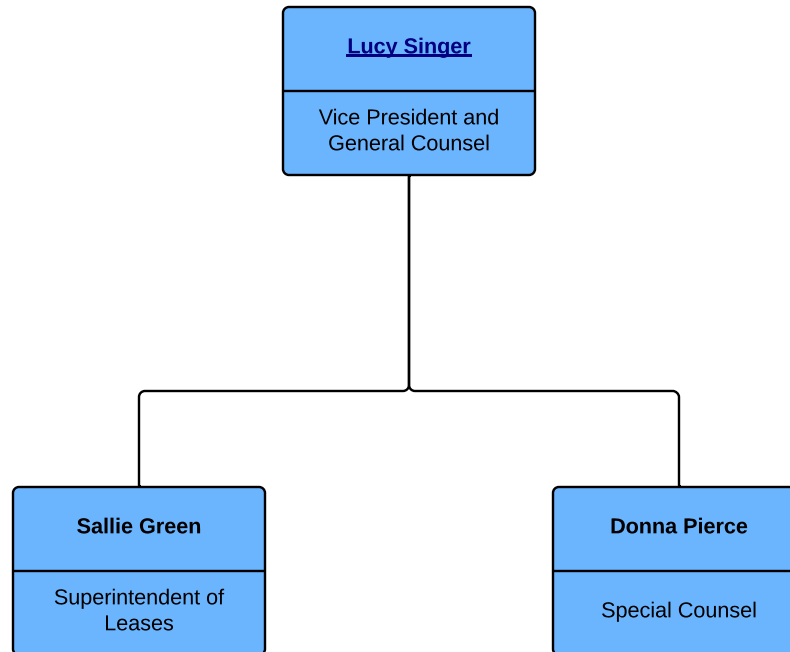 Lucy Singer
Vice President and
General Counsel
Sallie Green
Superintendent of
Leases
Donna Pierce
Special Counsel